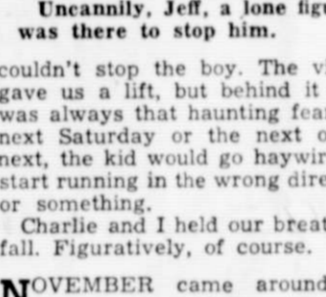 Uncannily, Jeff, a lone figu
was there to stop him.
couldn't stop the boy. The v
gave us a lift, but behind it
was always that haunting fea
next Saturday or the next o
next, the kid would go haywir
start running in the wrong dire
or something.
Charlie and I held our breat
fall. Figuratively, of course.
NOVEMBER came around